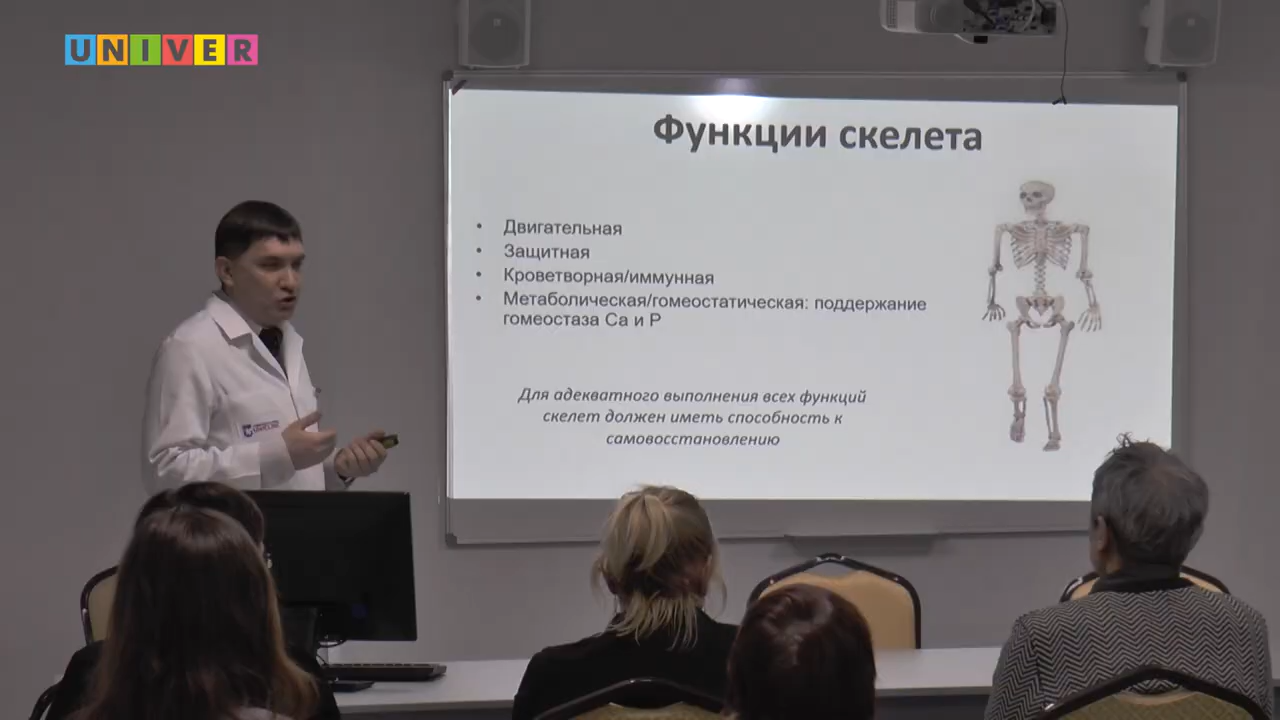 UNIVER
Функции скелета
• Двигательная
• Защитная
• Кроветворная/иммунная
• Метаболическая/гомеостатическая: поддержание
гомеостаза Ca и P
Для адекватного выполнения всех функций
скелет должен иметь способность к
самовосстановлению